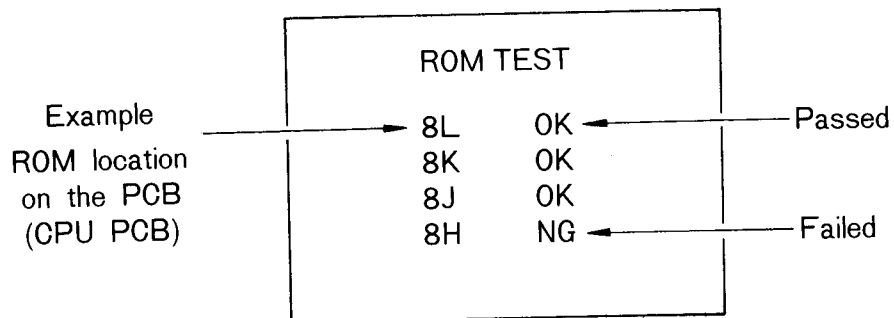 ROM TEST
Example
ROM location
on the PCB
(CPU PCB)
8L OK
8K OK
8J OK
8H NG
Passed
Failed